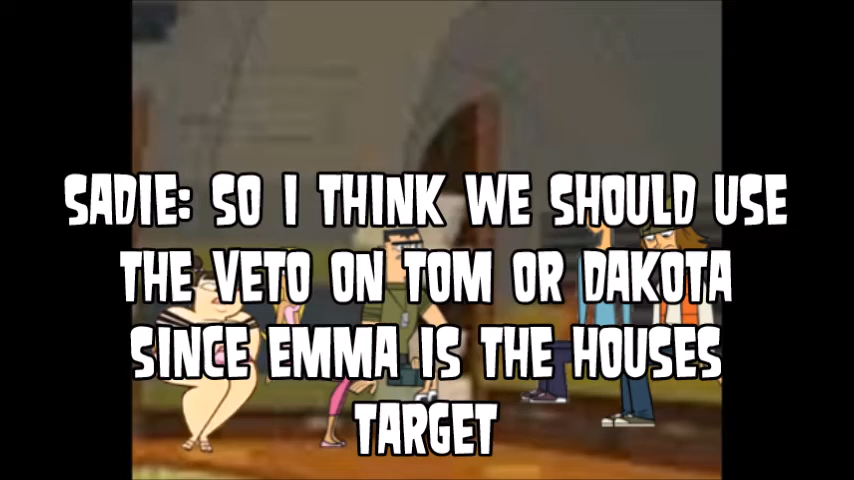 SADIE: SO I THINK WE SHOULD USE
THE VETO ON TOM OR DAKOTA
SINCE EMMA IS THE HOUSES
TARGET